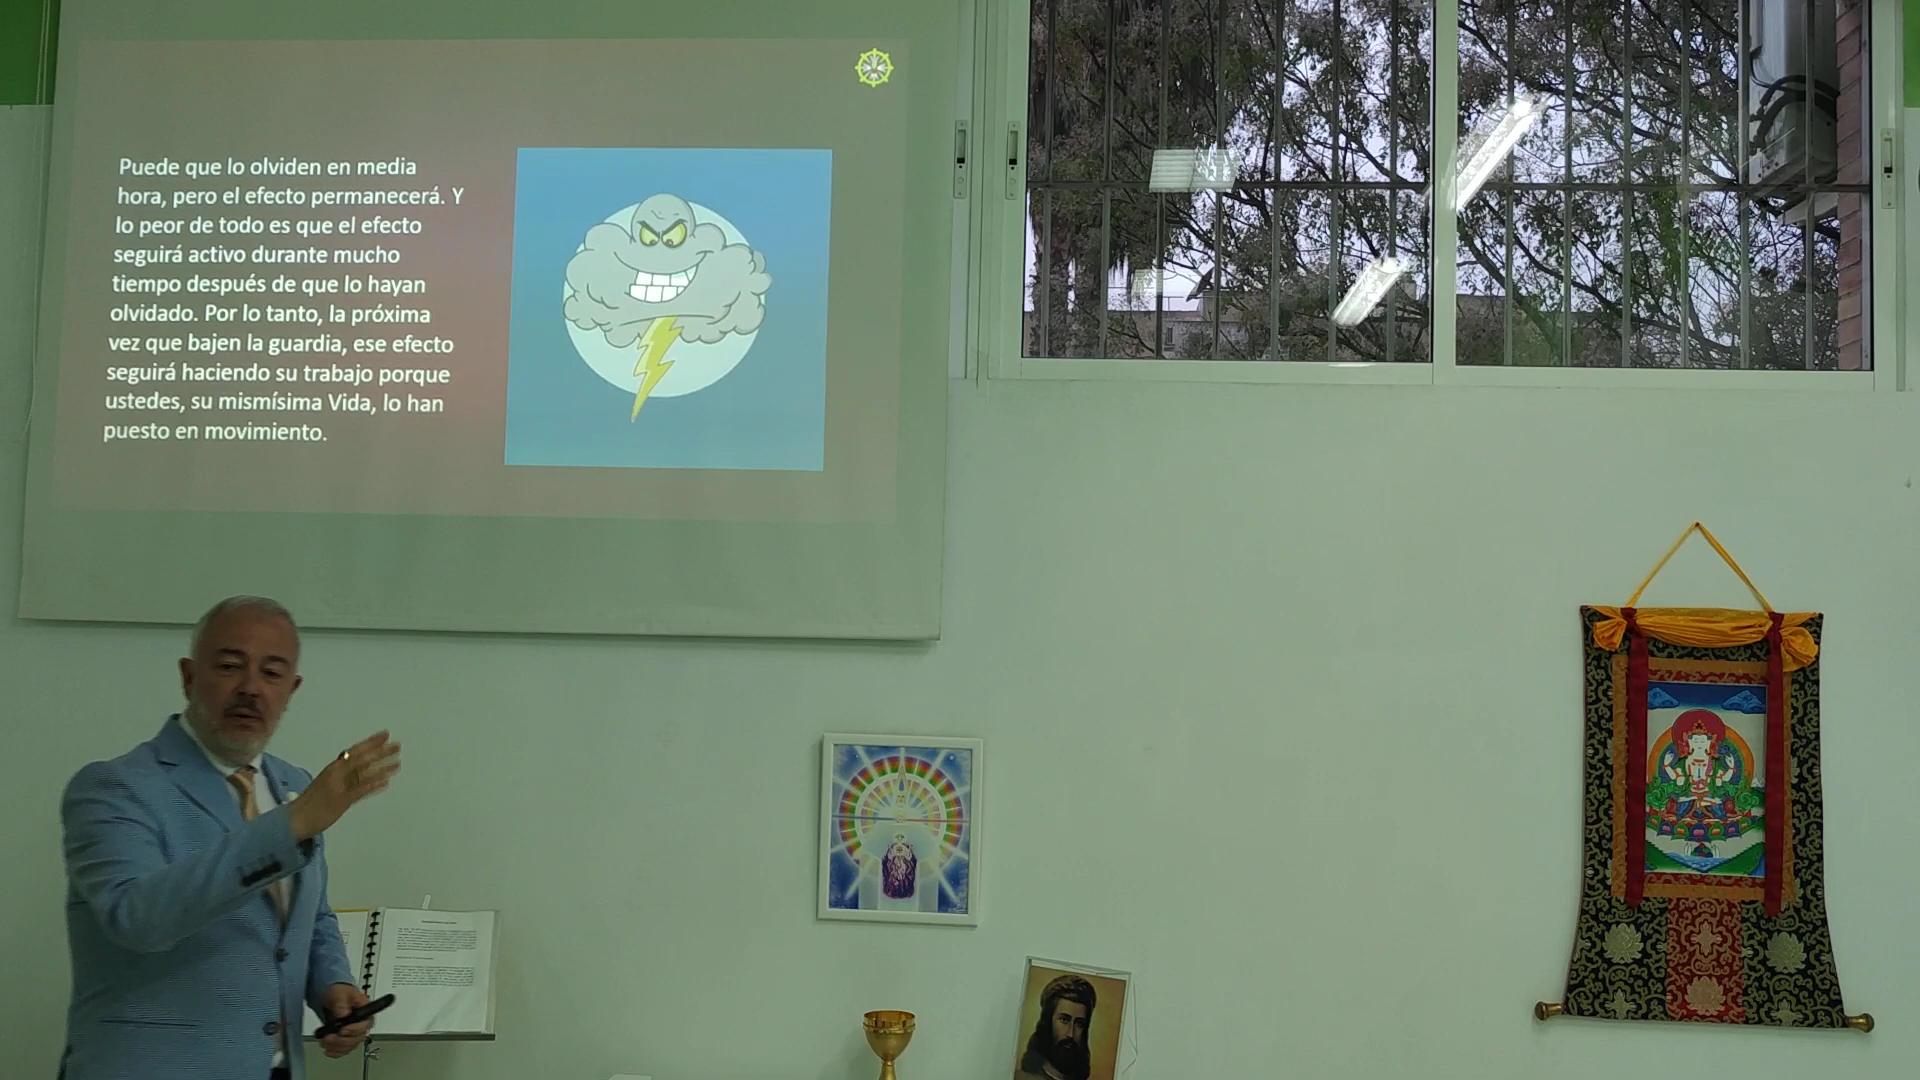 Puede que lo olviden en media
hora, pero el efecto permanecerá. Y
lo peor de todo es que el efecto
seguirá activo durante mucho
tiempo después de que lo hayan
olvidado. Por lo tanto, la próxima
vez que bajen la guardia, ese efecto
seguirá haciendo su trabajo porque
ustedes, su mismísima Vida, lo han
puesto en movimiento.